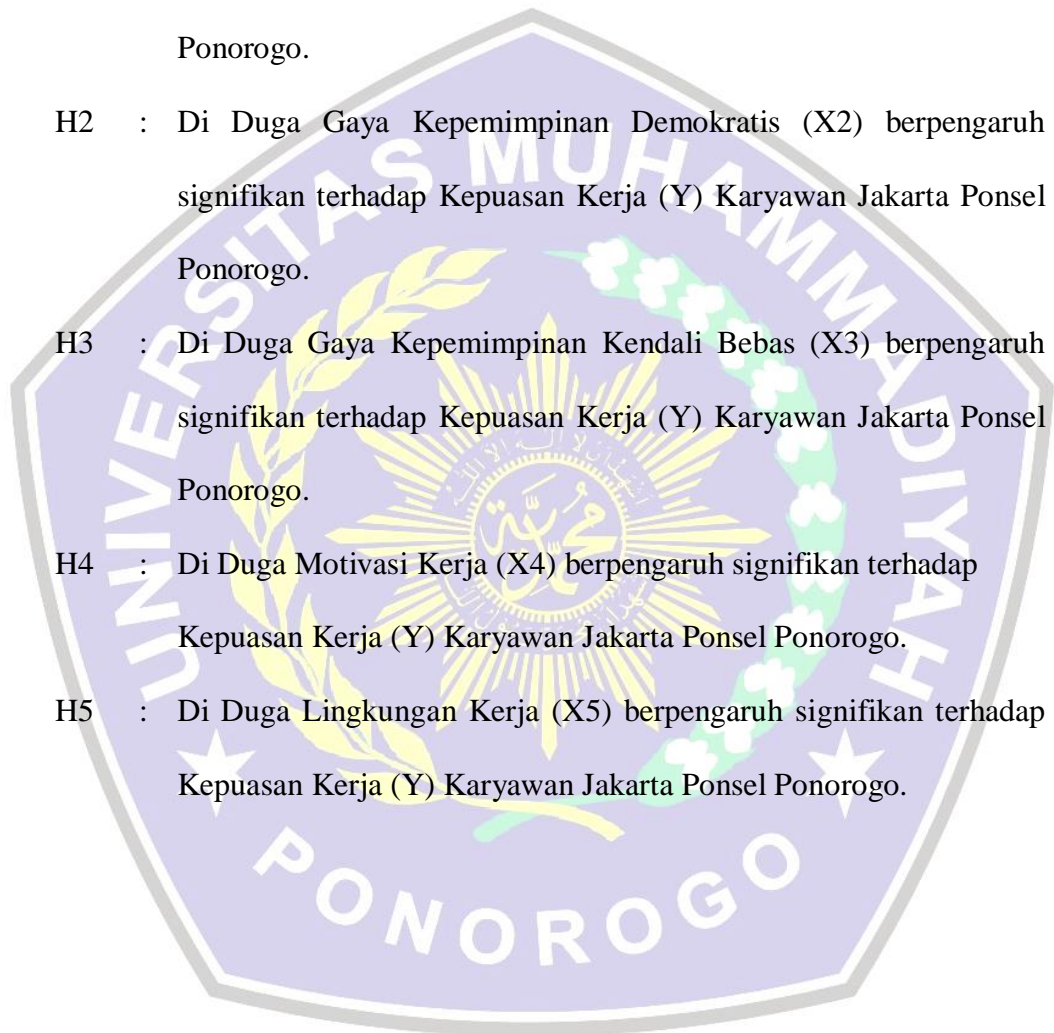 Ponorogo.
H2 : Di Duga Gaya Kepemimpinan Demokratis (X2) berpengaruh
signifikan terhadap Kepuasan Kerja (Y) Karyawan Jakarta Ponsel
Ponorogo.
H3 : Di Duga Gaya Kepemimpinan Kendali Bebas (X3) berpengaruh
signifikan terhadap Kepuasan Kerja (Y) Karyawan Jakarta Ponsel
Ponorogo.
H4 : Di Duga Motivasi Kerja (X4) berpengaruh signifikan terhadap
Kepuasan Kerja (Y) Karyawan Jakarta Ponsel Ponorogo.
H5 : Di Duga Lingkungan Kerja (X5) berpengaruh signifikan terhadap
Kepuasan Kerja (Y) Karyawan Jakarta Ponsel Ponorogo.
UNIVERSITAS MUHAMMADIYAH
PONOROGO